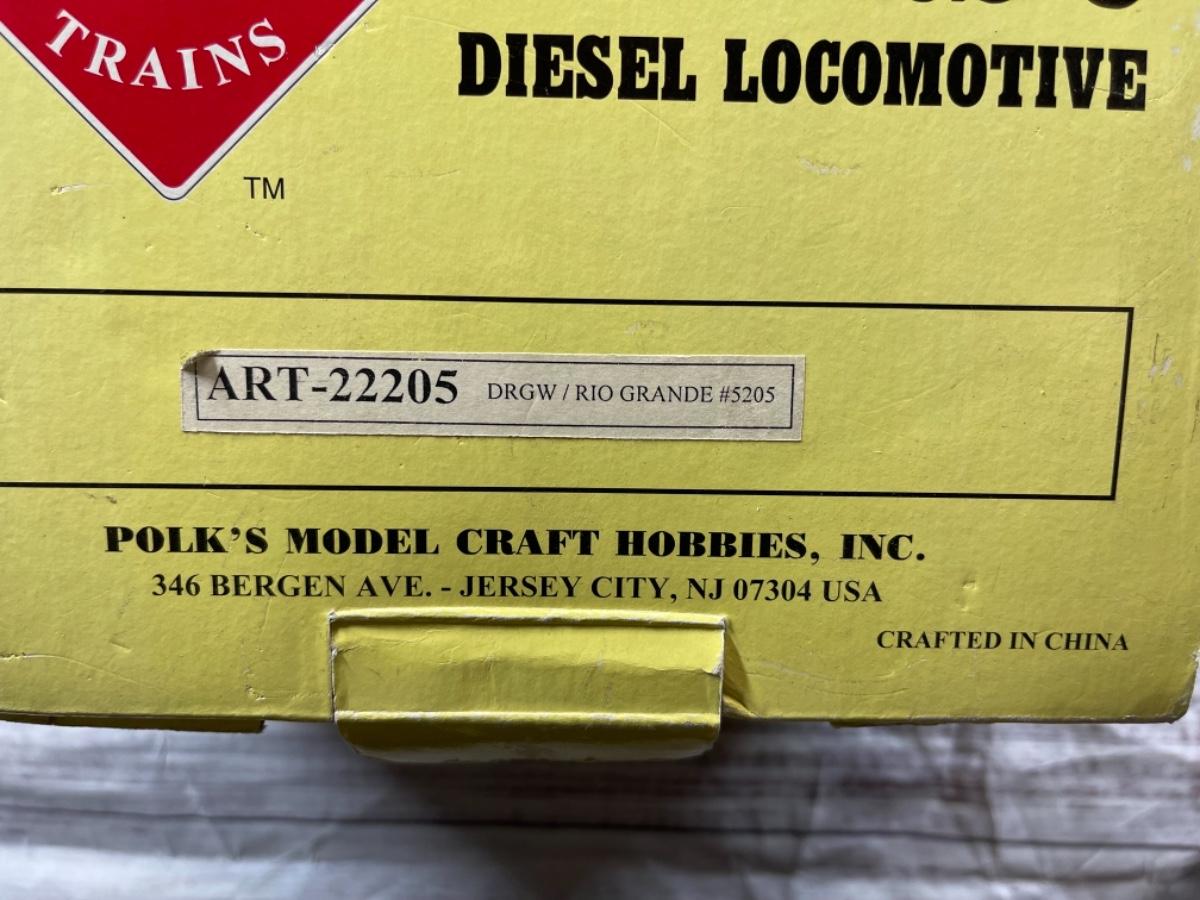 TRAINS
TM
DIESEL LOCOMOTIVE
ART-22205 DRGW / RIO GRANDE #5205
POLK'S MODEL CRAFT HOBBIES, INC.
346 BERGEN AVE. - JERSEY CITY, NJ 07304 USA
CRAFTED IN CHINA